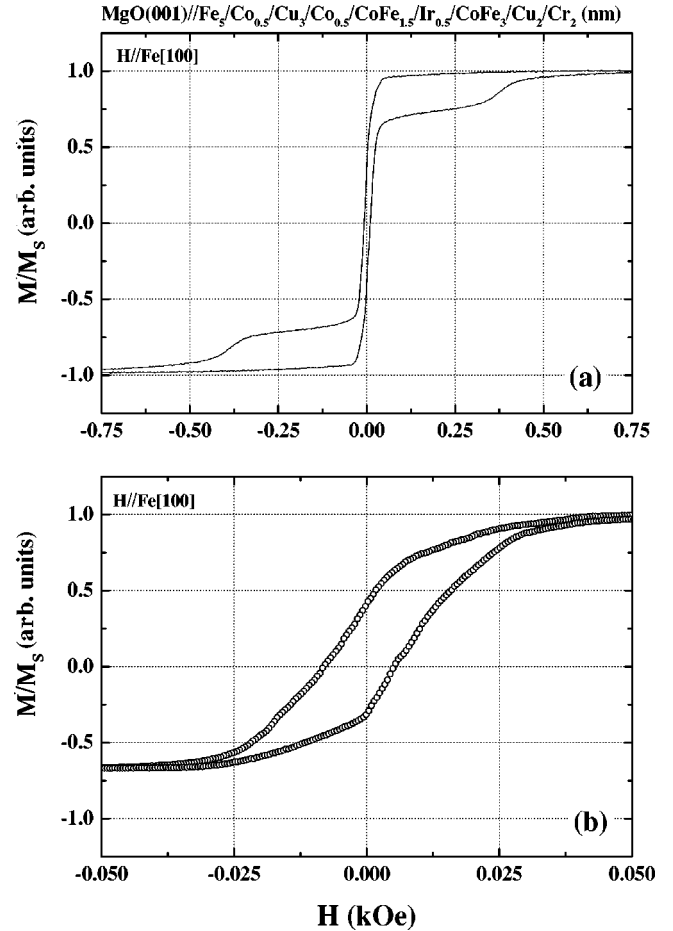 MgO(001)//Fe₅/Co₀.₅/Cu₃/Co₀.₅/CoFe₁.₅/Ir₀.₅/CoFe₃/Cu₂/Cr₂ (nm)
H//Fe[100]
1.0
0.5
0.0
-0.5
-1.0
M/M_S (arb. units)
(a)
-0.75 -0.50 -0.25 0.00 0.25 0.50 0.75
H//Fe[100]
1.0
0.5
0.0
-0.5
-1.0
M/M_S (arb. units)
(b)
-0.050 -0.025 0.000 0.025 0.050
H (kOe)